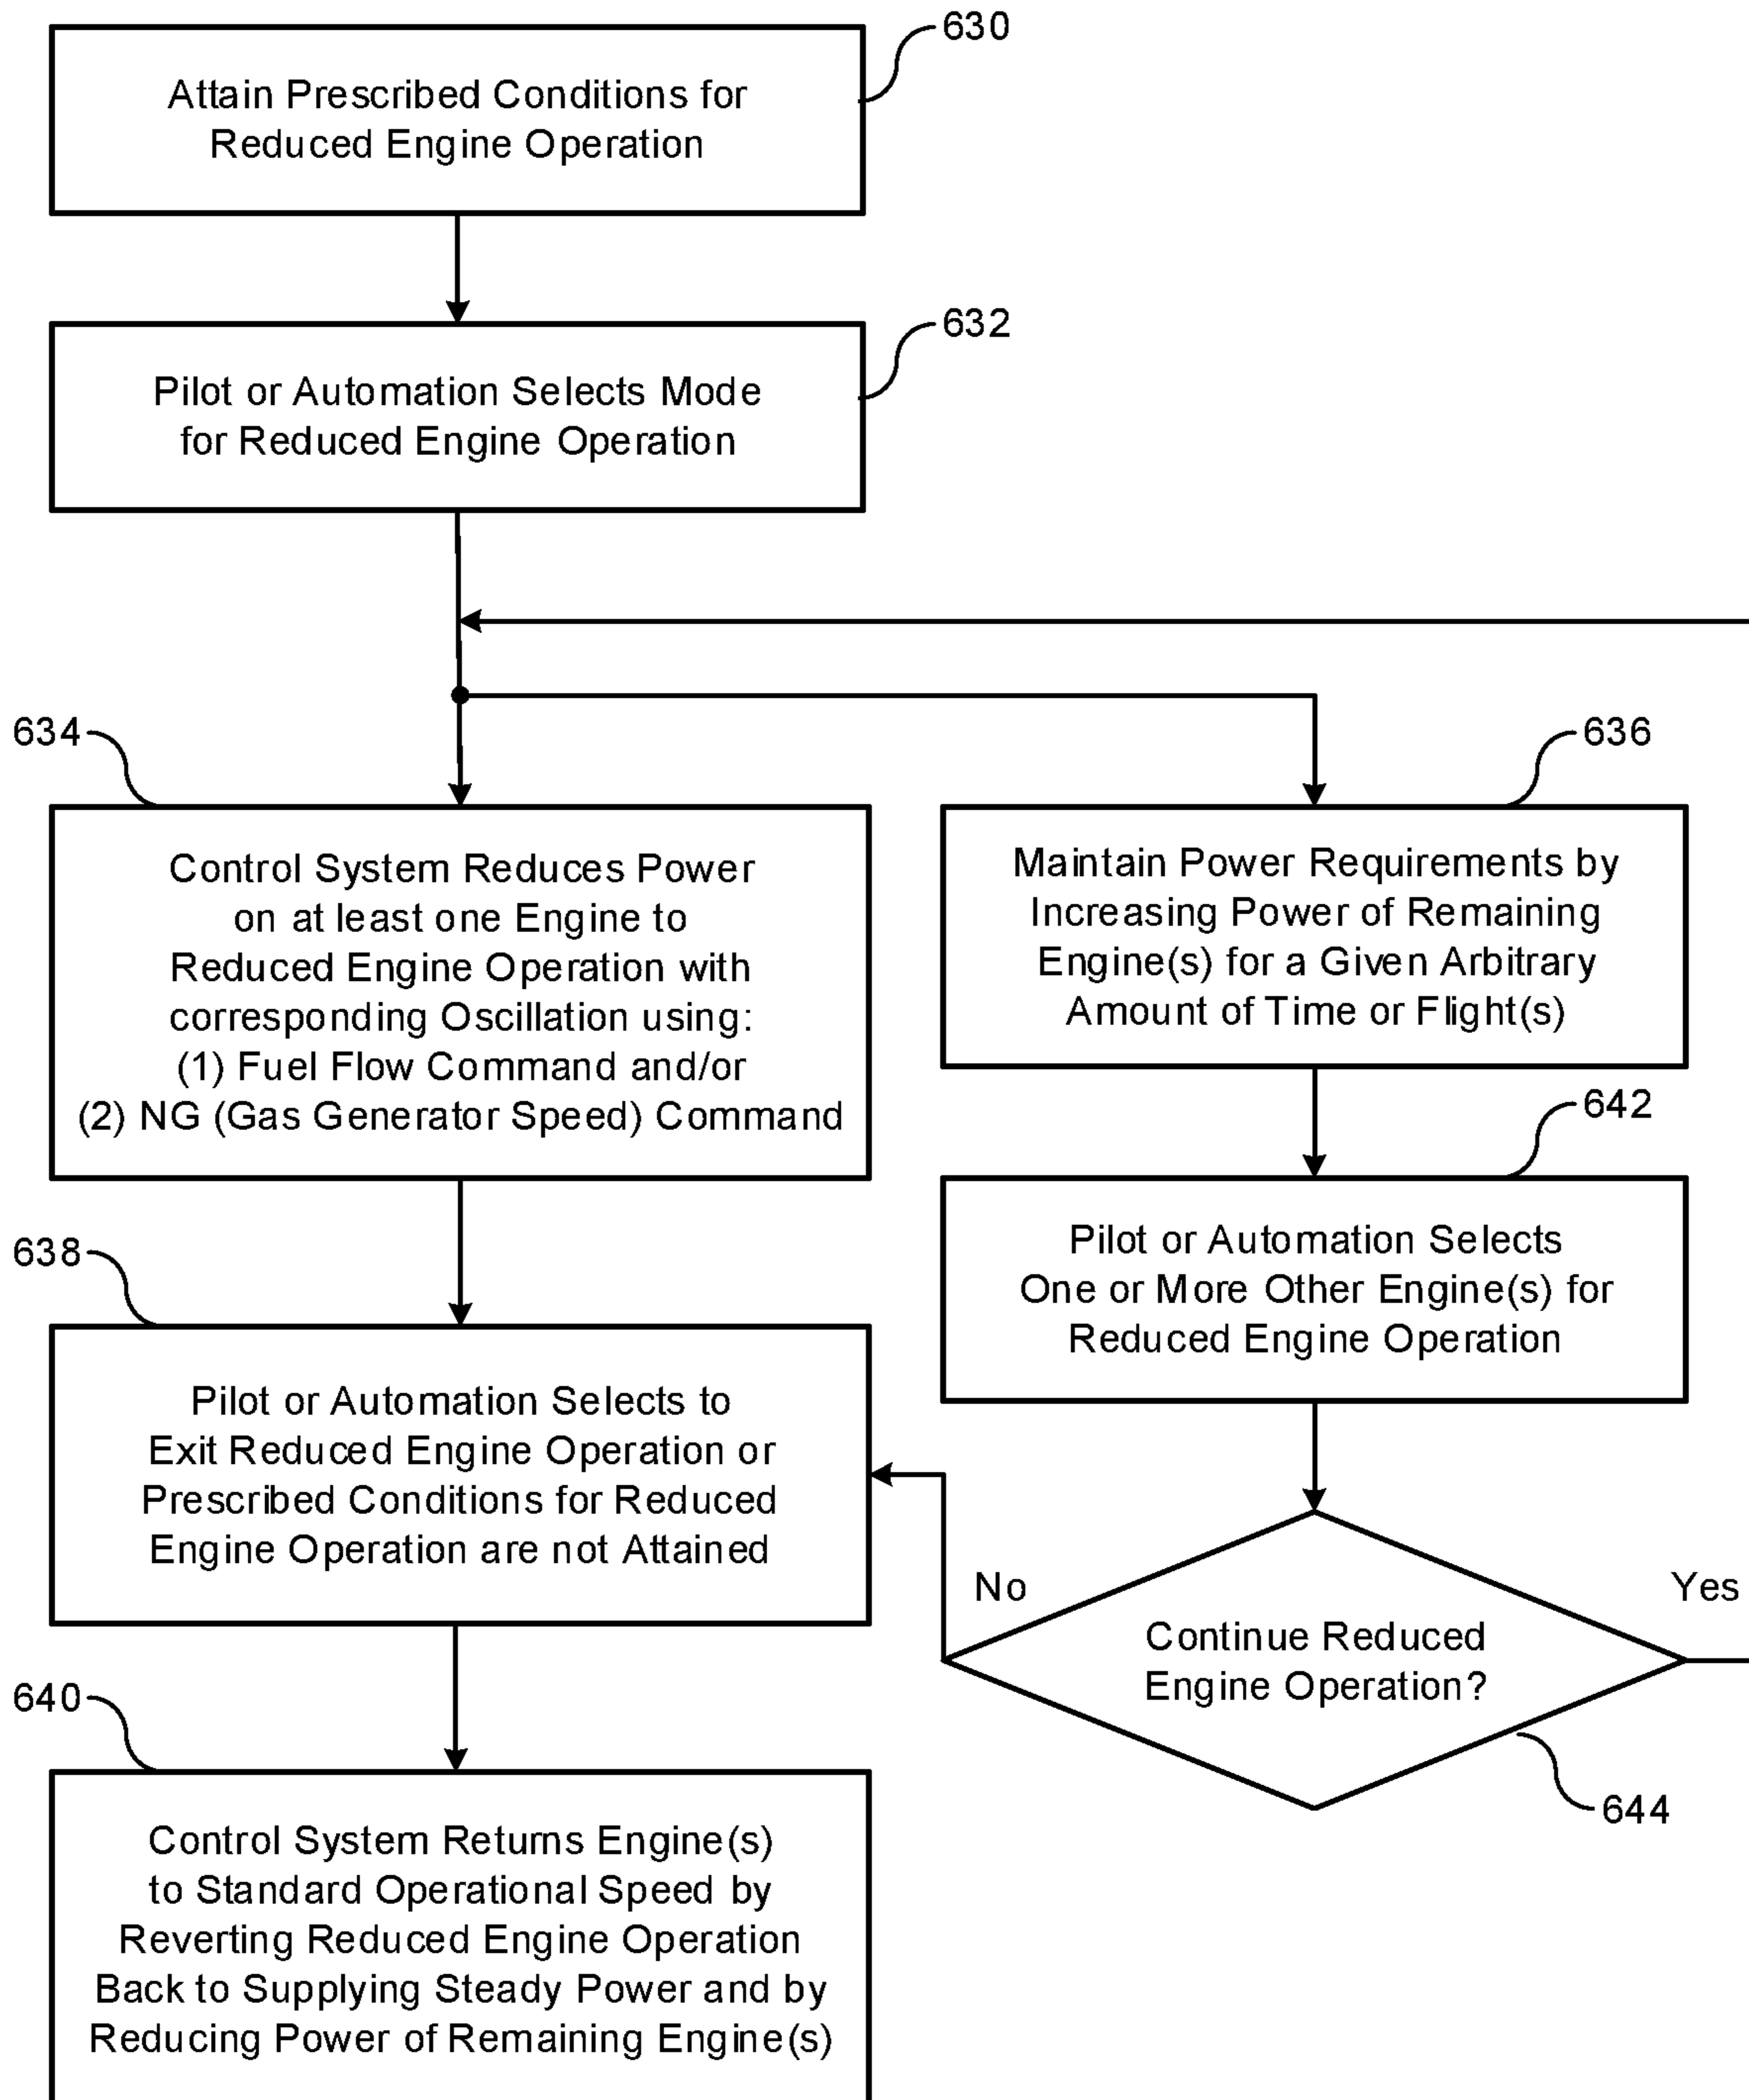 630
Attain Prescribed Conditions for
Reduced Engine Operation
632
Pilot or Automation Selects Mode
for Reduced Engine Operation
634
Control System Reduces Power
on at least one Engine to
Reduced Engine Operation with
corresponding Oscillation using:
(1) Fuel Flow Command and/or
(2) NG (Gas Generator Speed) Command
636
Maintain Power Requirements by
Increasing Power of Remaining
Engine(s) for a Given Arbitrary
Amount of Time or Flight(s)
642
Pilot or Automation Selects
One or More Other Engine(s) for
Reduced Engine Operation
638
Pilot or Automation Selects to
Exit Reduced Engine Operation or
Prescribed Conditions for Reduced
Engine Operation are not Attained
No
Yes
Continue Reduced
Engine Operation?
644
640
Control System Returns Engine(s)
to Standard Operational Speed by
Reverting Reduced Engine Operation
Back to Supplying Steady Power and by
Reducing Power of Remaining Engine(s)